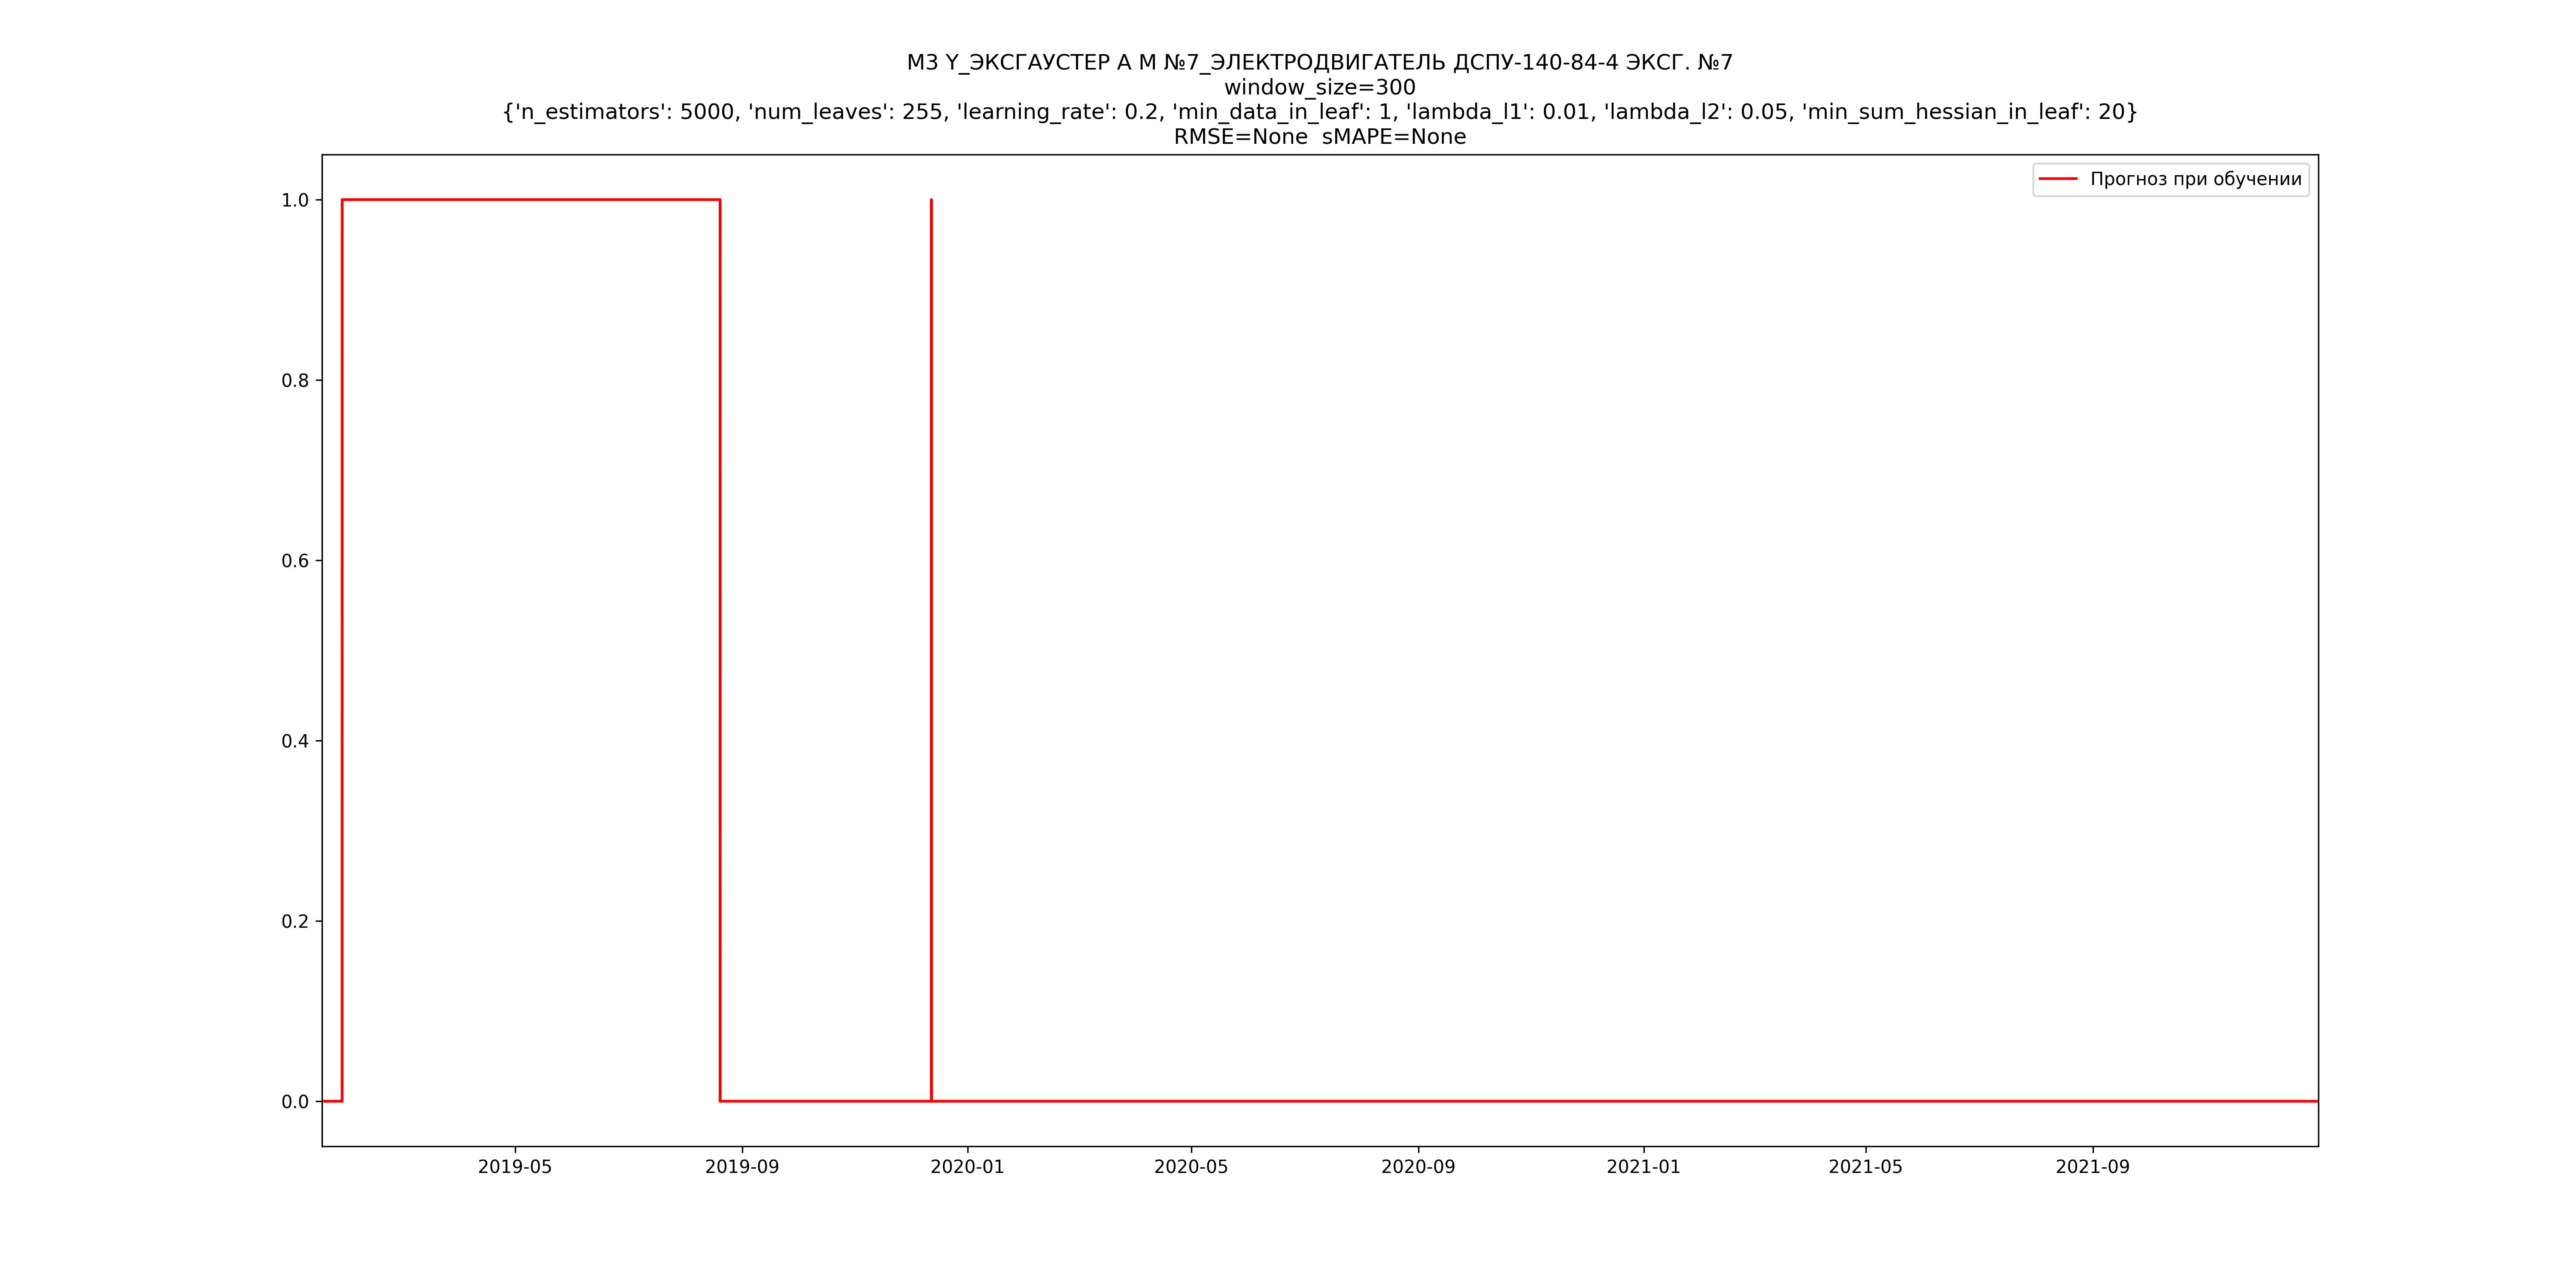 М3 Y_ЭКСГАУСТЕР А М №7_ЭЛЕКТРОДВИГАТЕЛЬ ДСПУ-140-84-4 ЭКСГ. №7
window_size=300
{'n_estimators': 5000, 'num_leaves': 255, 'learning_rate': 0.2, 'min_data_in_leaf': 1, 'lambda_l1': 0.01, 'lambda_l2': 0.05, 'min_sum_hessian_in_leaf': 20}
RMSE=None  sMAPE=None
Прогноз при обучении
1.0
0.8
0.6
0.4
0.2
0.0
2019-05 2019-09 2020-01 2020-05 2020-09 2021-01 2021-05 2021-09